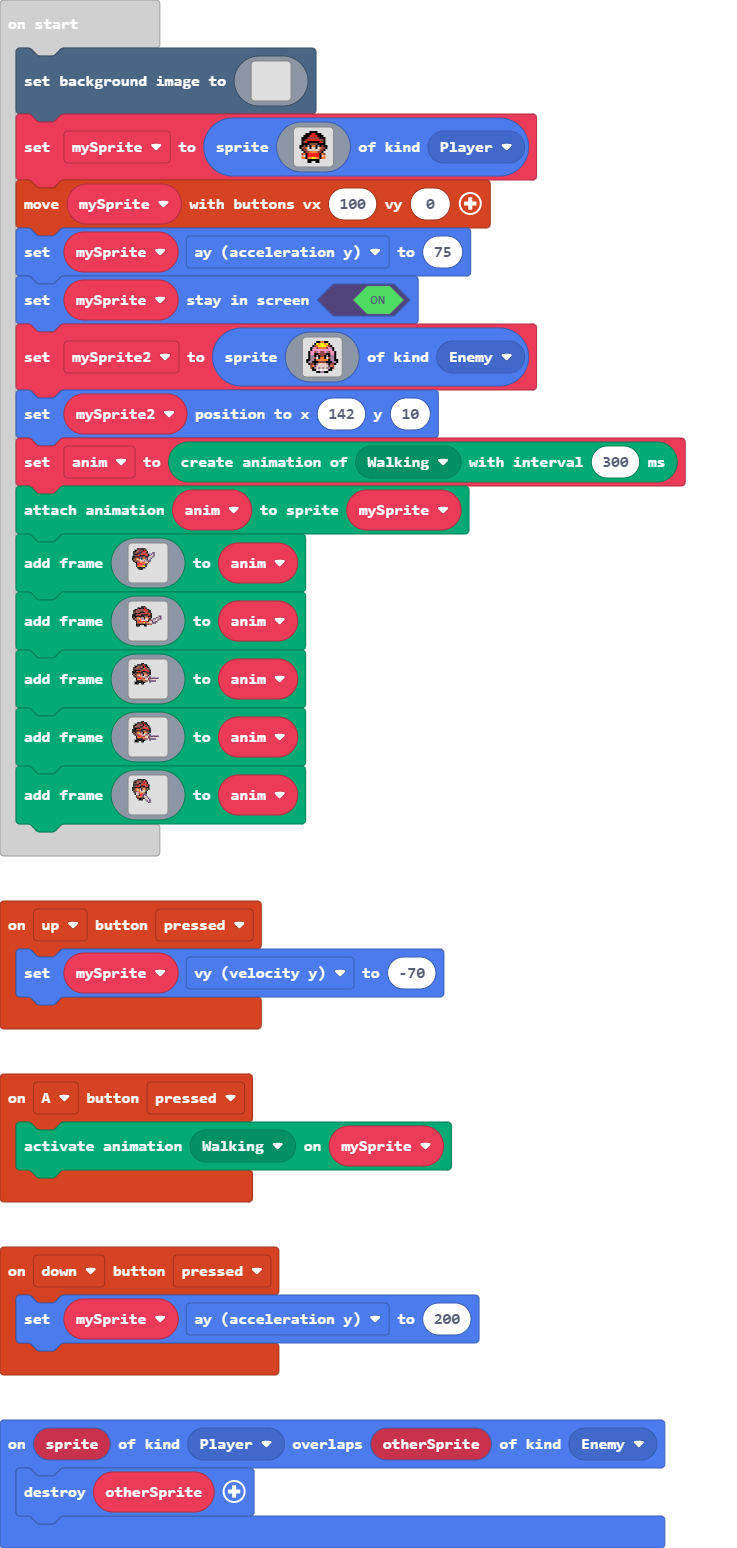 on start
set background image to
set mySprite to sprite of kind Player
move mySprite with buttons vx 100 vy 0
set mySprite ay (acceleration y) to 75
set mySprite stay in screen ON
set mySprite2 to sprite of kind Enemy
set mySprite2 position to x 142 y 10
set anim to create animation of Walking with interval 300 ms
attach animation anim to sprite mySprite
add frame to anim
add frame to anim
add frame to anim
add frame to anim
add frame to anim
on up button pressed
set mySprite vy (velocity y) to -70
on A button pressed
activate animation Walking on mySprite
on down button pressed
set mySprite ay (acceleration y) to 200
on sprite of kind Player overlaps otherSprite of kind Enemy
destroy otherSprite